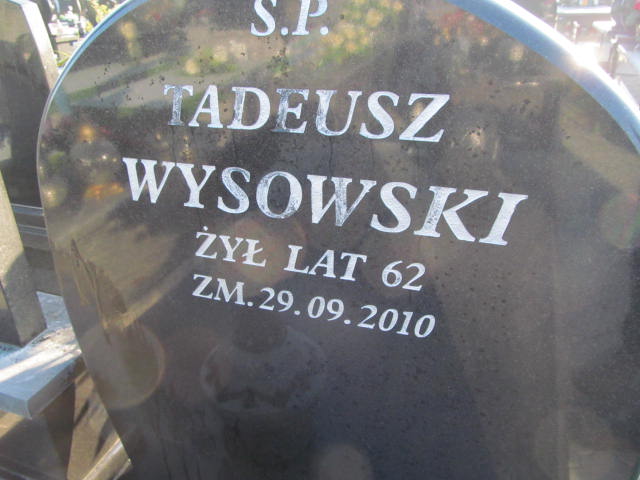 S.P.
TADEUSZ
WYSOWSKI
ŻYŁ LAT 62
ZM. 29.09.2010